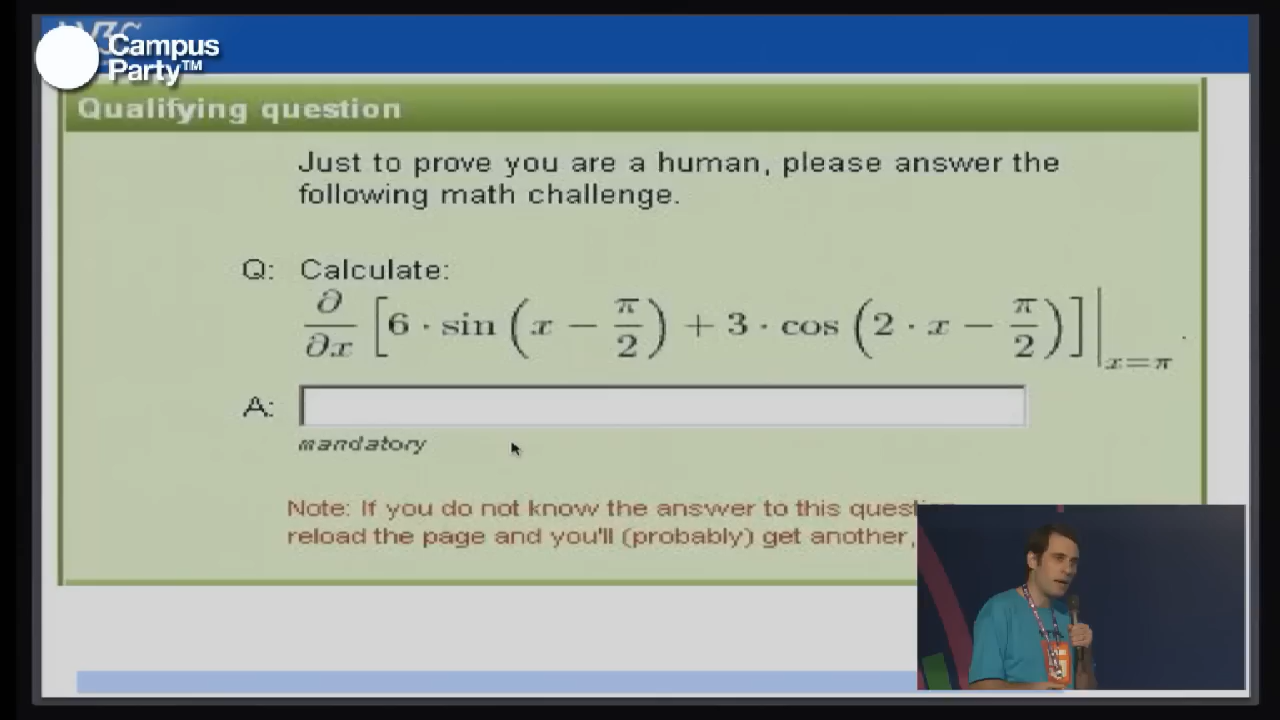 Campus
Party™
Qualifying question
Just to prove you are a human, please answer the
following math challenge.
Q: Calculate:
∂/∂x [6 · sin (x − π/2) + 3 · cos (2 · x − π/2)]|x=π
A:
mandatory
Note: If you do not know the answer to this
reload the page and you'll (probably) get another,